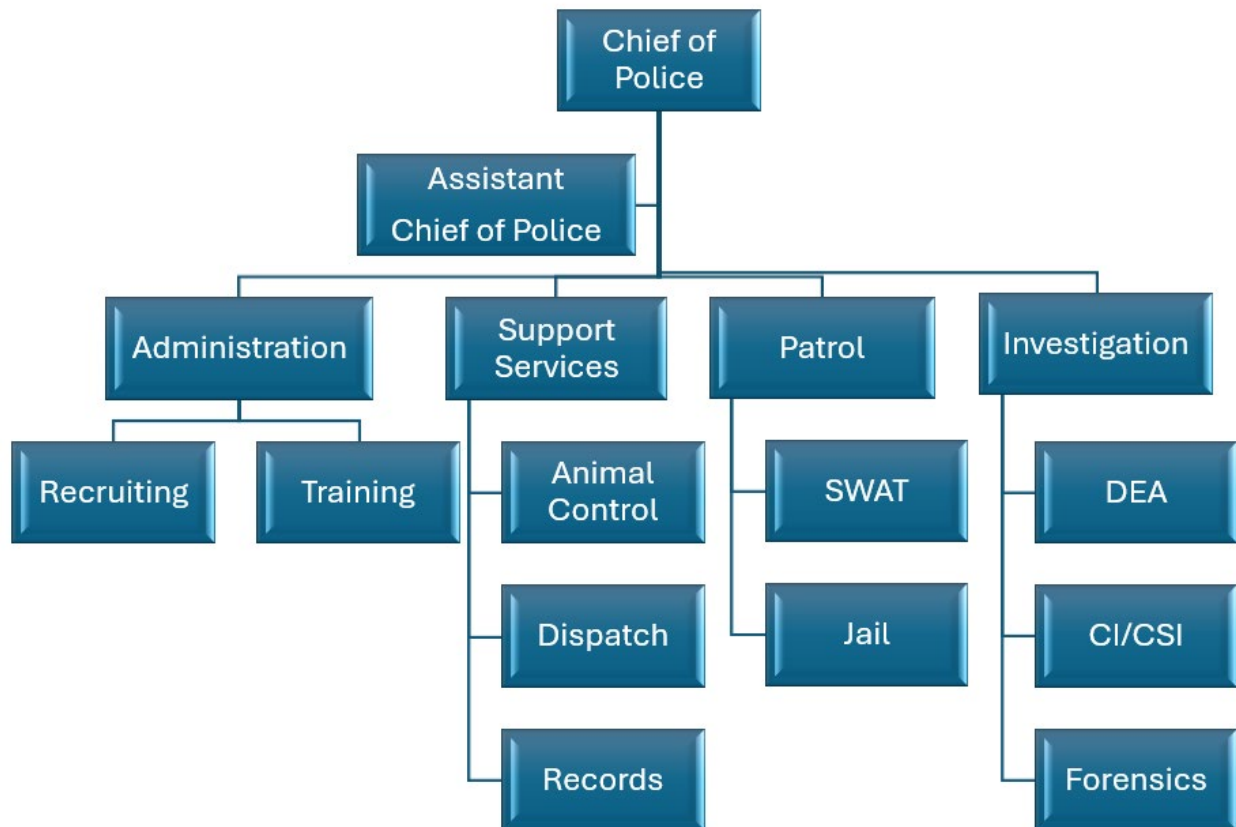 Chief of
Police
Assistant
Chief of Police
Administration
Support
Services
Patrol
Investigation
Recruiting
Training
Animal
Control
SWAT
DEA
Dispatch
Jail
CI/CSI
Records
Forensics